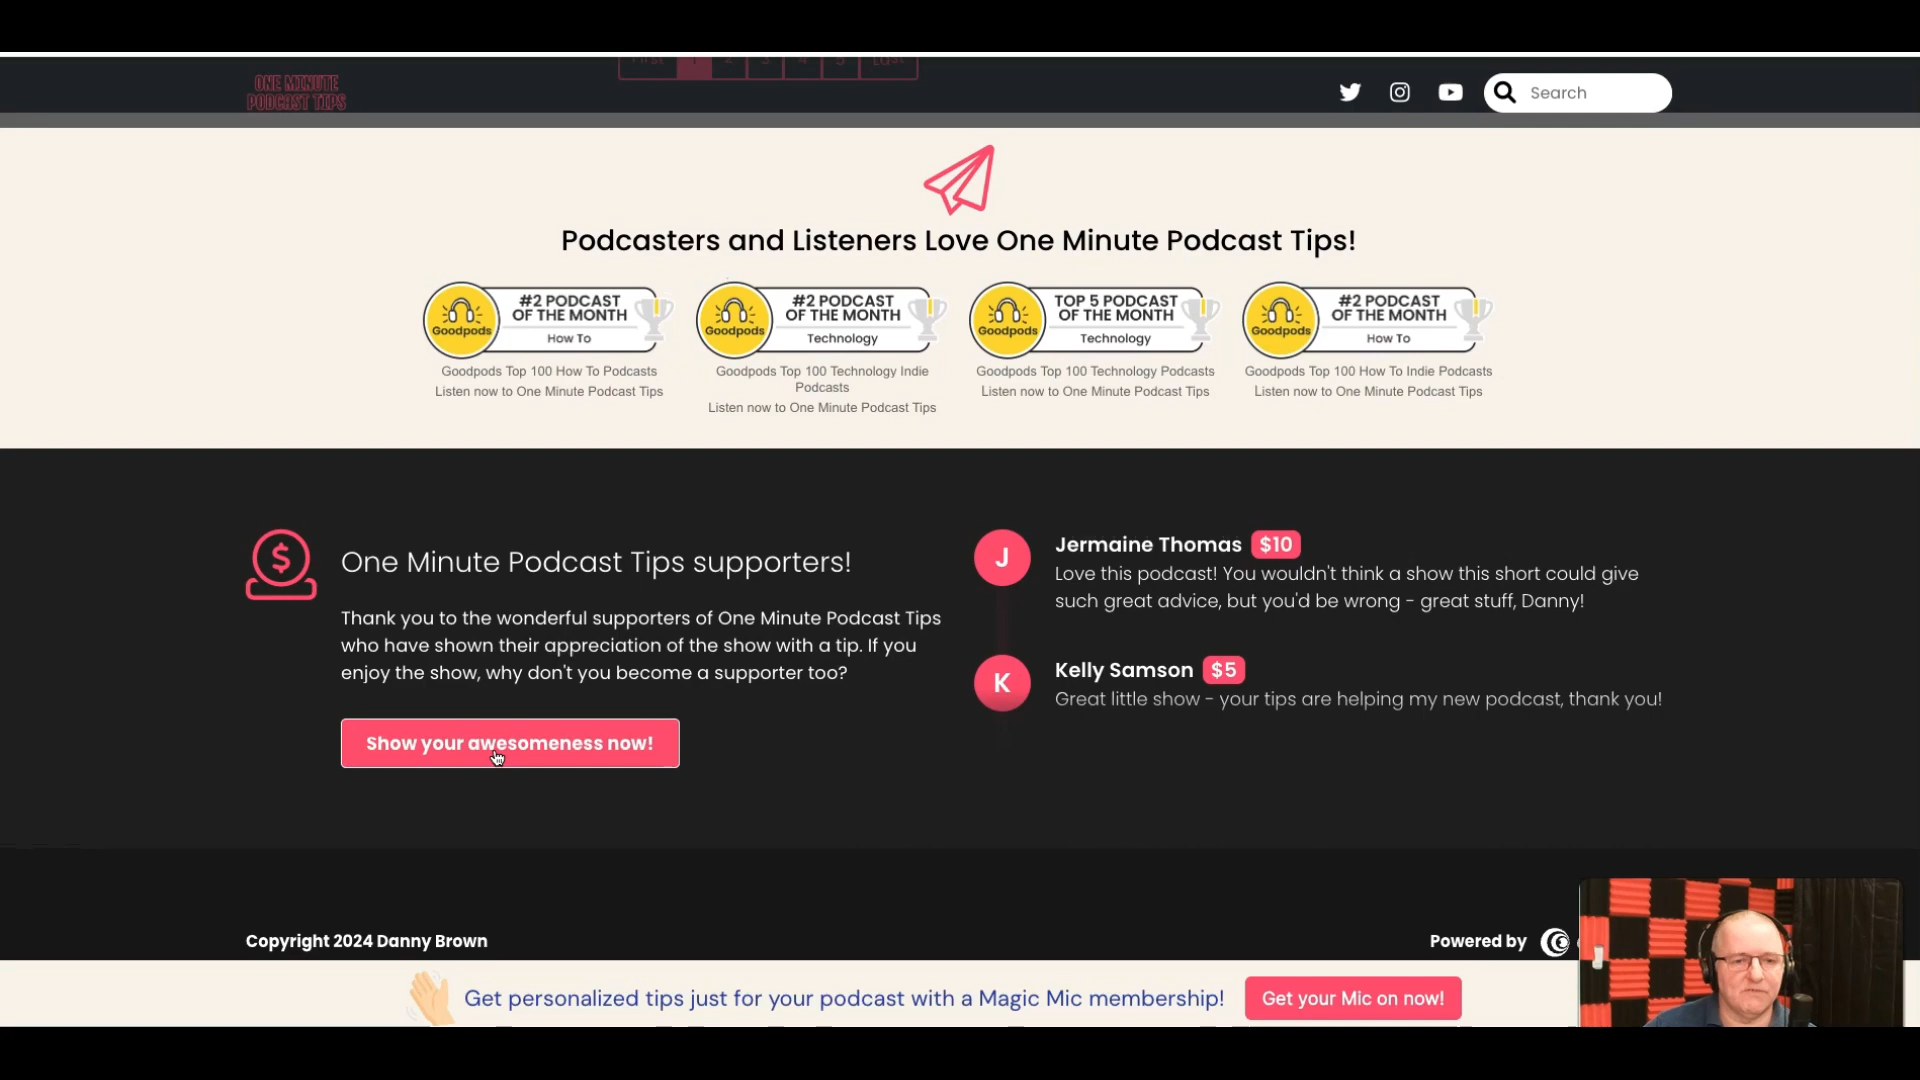 First 1 2 3 4 5 Last
ONE MINUTE
PODCAST TIPS
Search
Podcasters and Listeners Love One Minute Podcast Tips!
Goodpods
#2 PODCAST
OF THE MONTH
How To
Goodpods Top 100 How To Podcasts
Listen now to One Minute Podcast Tips
Goodpods
#2 PODCAST
OF THE MONTH
Technology
Goodpods Top 100 Technology Indie
Podcasts
Listen now to One Minute Podcast Tips
Goodpods
TOP 5 PODCAST
OF THE MONTH
Technology
Goodpods Top 100 Technology Podcasts
Listen now to One Minute Podcast Tips
Goodpods
#2 PODCAST
OF THE MONTH
How To
Goodpods Top 100 How To Indie Podcasts
Listen now to One Minute Podcast Tips
$
One Minute Podcast Tips supporters!
Thank you to the wonderful supporters of One Minute Podcast Tips
who have shown their appreciation of the show with a tip. If you
enjoy the show, why don't you become a supporter too?
Show your awesomeness now!
J
Jermaine Thomas $10
Love this podcast! You wouldn't think a show this short could give
such great advice, but you'd be wrong - great stuff, Danny!
K
Kelly Samson $5
Great little show - your tips are helping my new podcast, thank you!
Copyright 2024 Danny Brown
Powered by
Get personalized tips just for your podcast with a Magic Mic membership!
Get your Mic on now!